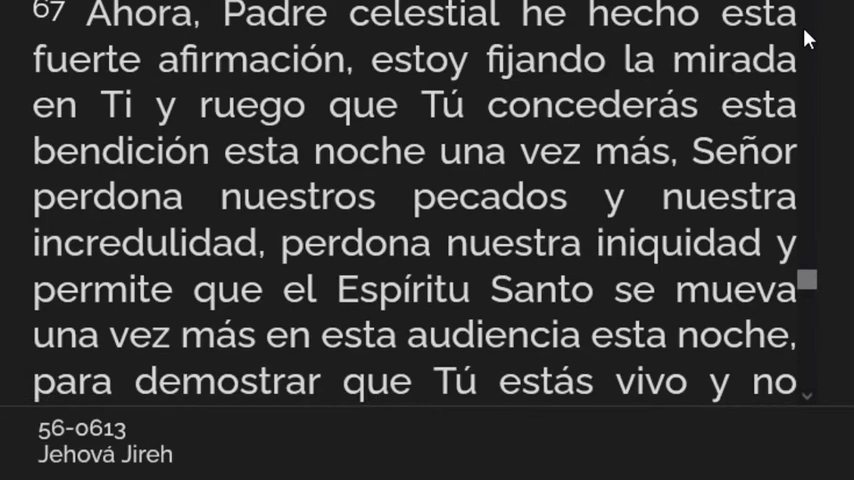 67 Ahora, Padre celestial he hecho esta
fuerte afirmación, estoy fijando la mirada
en Ti y ruego que Tú concederás esta
bendición esta noche una vez más, Señor
perdona nuestros pecados y nuestra
incredulidad, perdona nuestra iniquidad y
permite que el Espíritu Santo se mueva
una vez más en esta audiencia esta noche,
para demostrar que Tú estás vivo y no
56-0613
Jehová Jireh